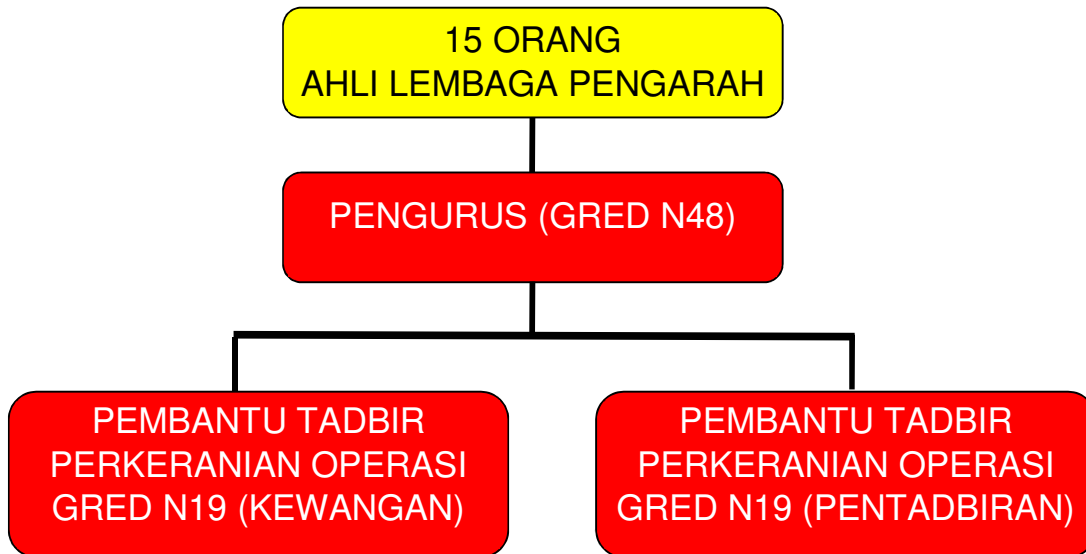 15 ORANG
AHLI LEMBAGA PENGARAH
PENGURUS (GRED N48)
PEMBANTU TADBIR
PERKERANIAN OPERASI
GRED N19 (KEWANGAN)
PEMBANTU TADBIR
PERKERANIAN OPERASI
GRED N19 (PENTADBIRAN)